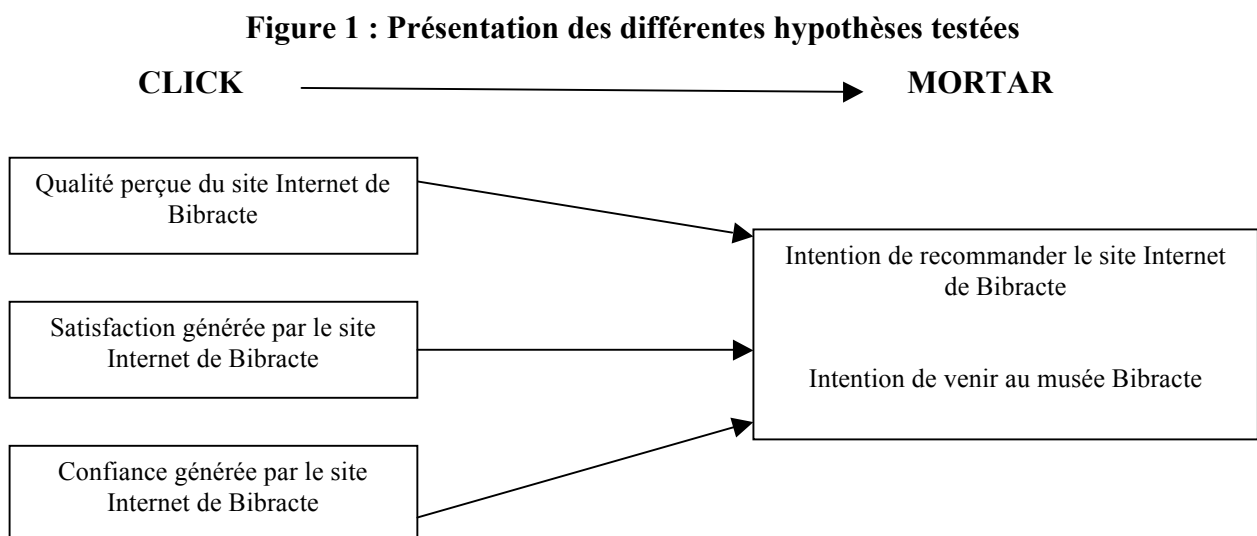 Figure 1 : Présentation des différentes hypothèses testées
CLICK
MORTAR
Qualité perçue du site Internet de
Bibracte
Satisfaction générée par le site
Internet de Bibracte
Confiance générée par le site
Internet de Bibracte
Intention de recommander le site Internet
de Bibracte
Intention de venir au musée Bibracte